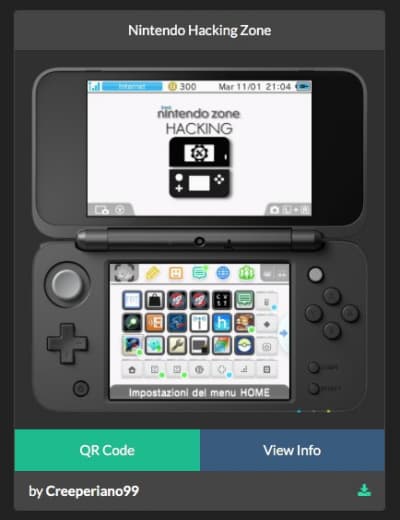 Nintendo Hacking Zone
Internet 300 Mar 11/01 21:04
nintendo zone
HACKING
Impostazioni del menu HOME
QR Code View Info
by Creeperiano99